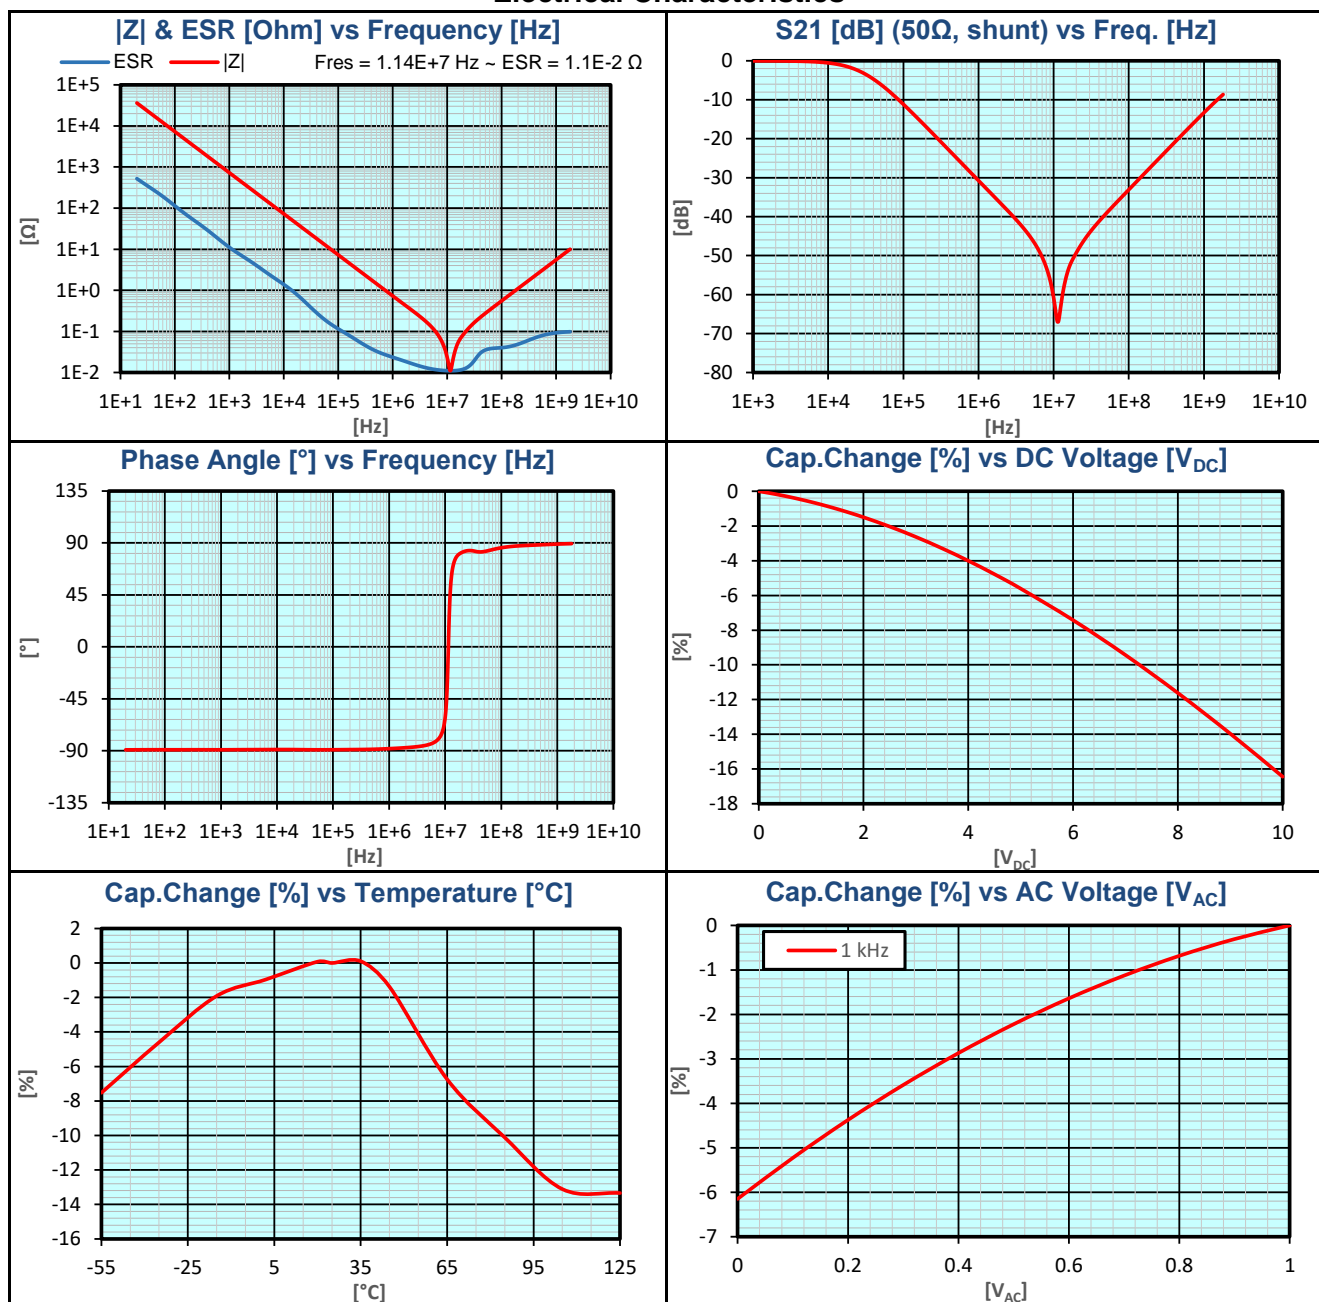 |Z| & ESR [Ohm] vs Frequency [Hz]
ESR |Z| Fres = 1.14E+7 Hz ~ ESR = 1.1E-2 Ω
1E+5
1E+4
1E+3
1E+2
1E+1
1E+0
1E-1
1E-2
[Ω]
1E+1 1E+2 1E+3 1E+4 1E+5 1E+6 1E+7 1E+8 1E+9 1E+10
[Hz]
S21 [dB] (50Ω, shunt) vs Freq. [Hz]
0
-10
-20
-30
-40
-50
-60
-70
-80
[dB]
1E+3 1E+4 1E+5 1E+6 1E+7 1E+8 1E+9 1E+10
[Hz]
Phase Angle [°] vs Frequency [Hz]
135
90
45
0
-45
-90
-135
[°]
1E+1 1E+2 1E+3 1E+4 1E+5 1E+6 1E+7 1E+8 1E+9 1E+10
[Hz]
Cap.Change [%] vs DC Voltage [VDC]
0
-2
-4
-6
-8
-10
-12
-14
-16
-18
[%]
0 2 4 6 8 10
[VDC]
Cap.Change [%] vs Temperature [°C]
2
0
-2
-4
-6
-8
-10
-12
-14
-16
[%]
-55 -25 5 35 65 95 125
[°C]
Cap.Change [%] vs AC Voltage [VAC]
1 kHz
0
-1
-2
-3
-4
-5
-6
-7
[%]
0 0.2 0.4 0.6 0.8 1
[VAC]